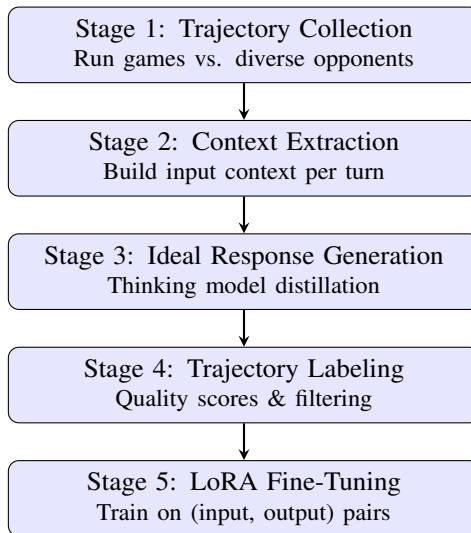 Stage 1: Trajectory Collection
Run games vs. diverse opponents
Stage 2: Context Extraction
Build input context per turn
Stage 3: Ideal Response Generation
Thinking model distillation
Stage 4: Trajectory Labeling
Quality scores & filtering
Stage 5: LoRA Fine-Tuning
Train on (input, output) pairs